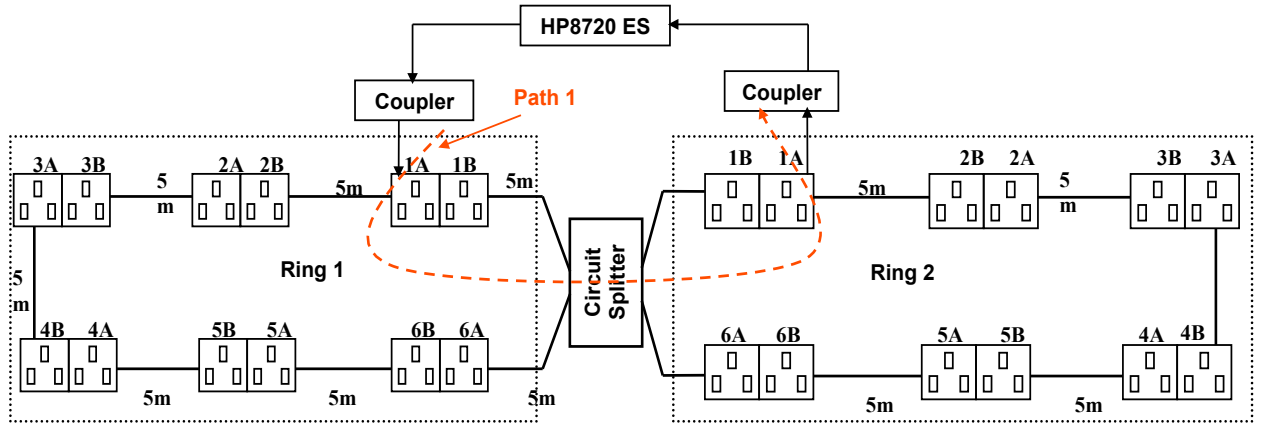 HP8720 ES
Coupler
Path 1
Coupler
3A 3B
2A 2B
1A 1B
1B 1A
2B 2A
3B 3A
5
m
5m
5m
5m
5
m
Ring 1
Circuit
Splitter
Ring 2
5
m
4B 4A
5B 5A
6B 6A
6A 6B
5A 5B
4A 4B
5m
5m
5m
5m
5m